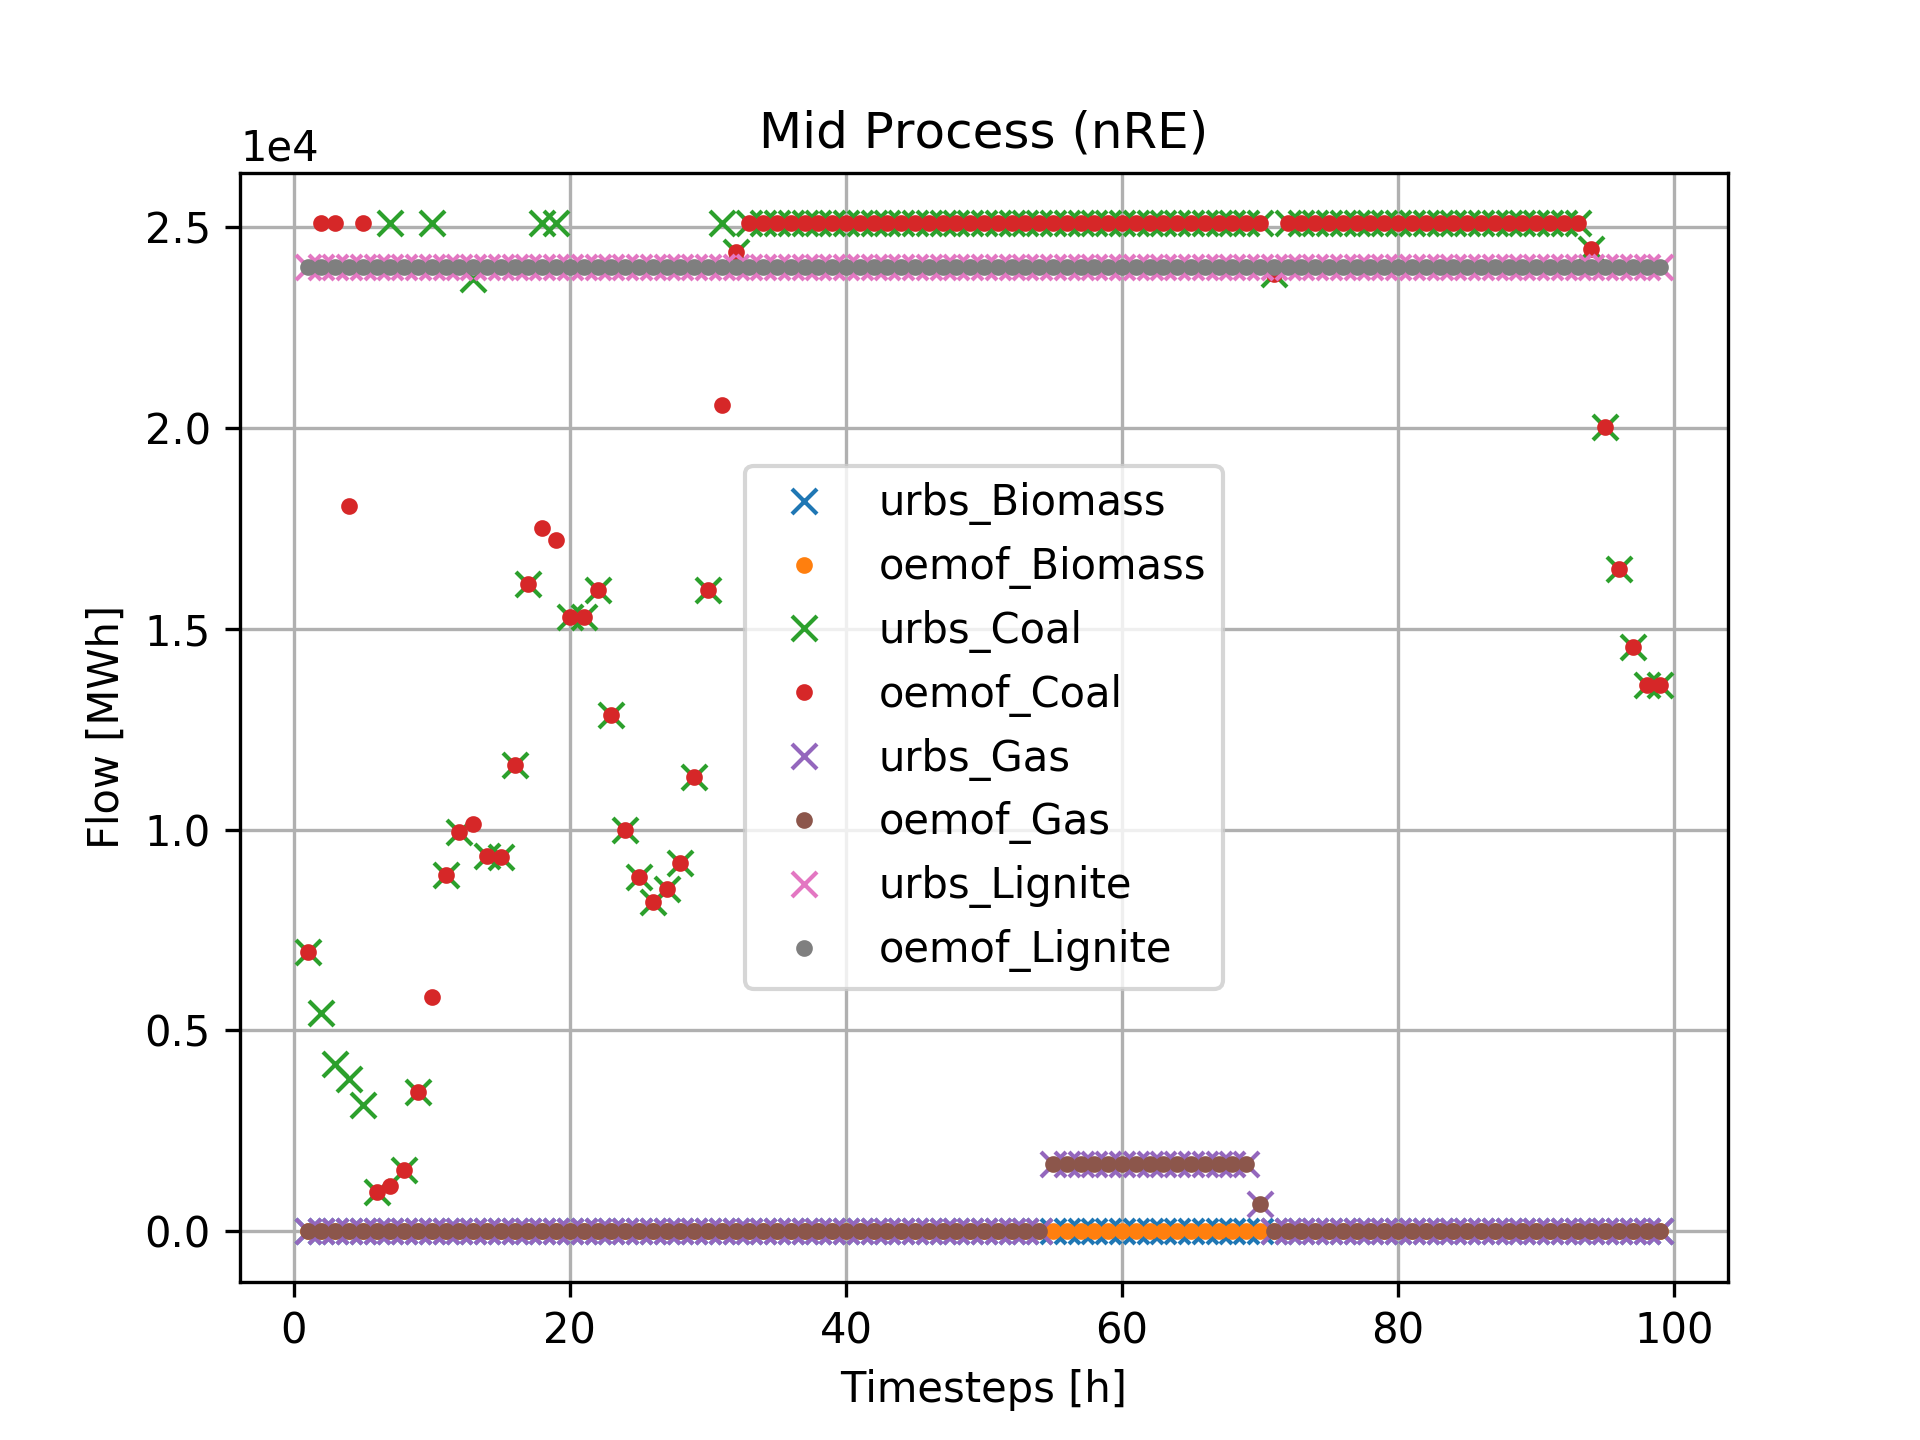 Mid Process (nRE)
1e4
2.5
2.0
1.5
1.0
0.5
0.0
Flow [MWh]
urbs_Biomass
oemof_Biomass
urbs_Coal
oemof_Coal
urbs_Gas
oemof_Gas
urbs_Lignite
oemof_Lignite
0 20 40 60 80 100
Timesteps [h]